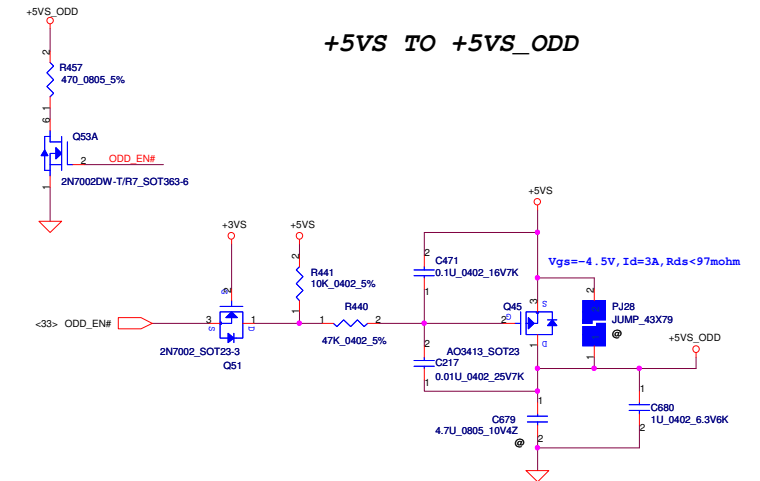 +5VS_ODD
+5VS TO +5VS_ODD
2
R457
470_0805_5%
1
6
Q53A
2
ODD_EN#
2N7002DW-T/R7_SOT363-6
1
+5VS
+3VS
+5VS
2
C471
0.1U_0402_16V7K
1
Vgs=-4.5V,Id=3A,Rds<97mohm
2
R441
10K_0402_5%
1
G
R440
1
2
47K_0402_5%
<33> ODD_EN#
3
S
D
1
2N7002_SOT23-3
Q51
Q45
2
G
3
S
D
1
AO3413_SOT23
2
PJ28
JUMP_43X79
@
1
+5VS_ODD
2
C217
0.01U_0402_25V7K
1
1
C679
4.7U_0805_10V4Z
@
2
1
C680
1U_0402_6.3V6K
2